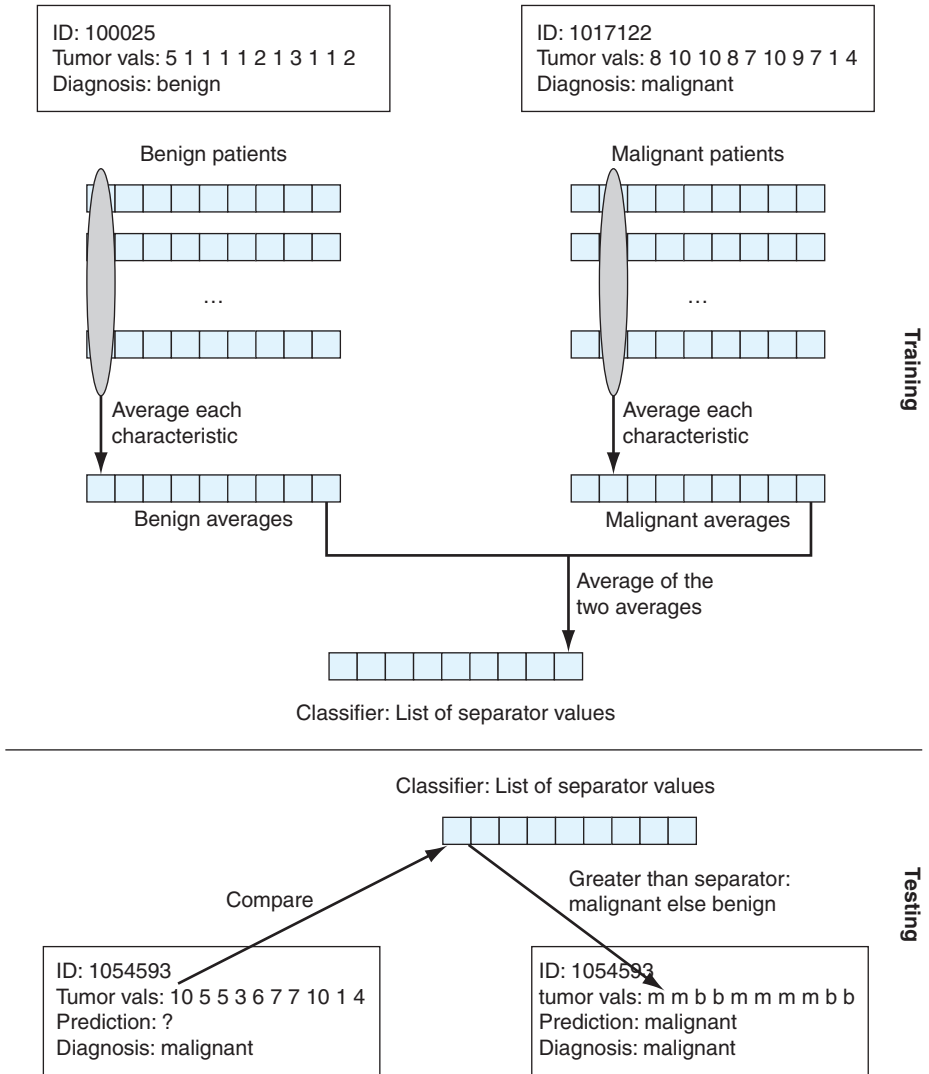 ID: 100025
Tumor vals: 5 1 1 1 1 2 1 3 1 1 2
Diagnosis: benign
ID: 1017122
Tumor vals: 8 10 10 8 7 10 9 7 1 4
Diagnosis: malignant
Benign patients
Malignant patients
...
...
Training
Average each
characteristic
Average each
characteristic
Benign averages
Malignant averages
Average of the
two averages
Classifier: List of separator values
Classifier: List of separator values
Testing
Compare
Greater than separator:
malignant else benign
ID: 1054593
Tumor vals: 10 5 5 3 6 7 7 10 1 4
Prediction: ?
Diagnosis: malignant
ID: 1054593
tumor vals: m m b b m m m m b b
Prediction: malignant
Diagnosis: malignant